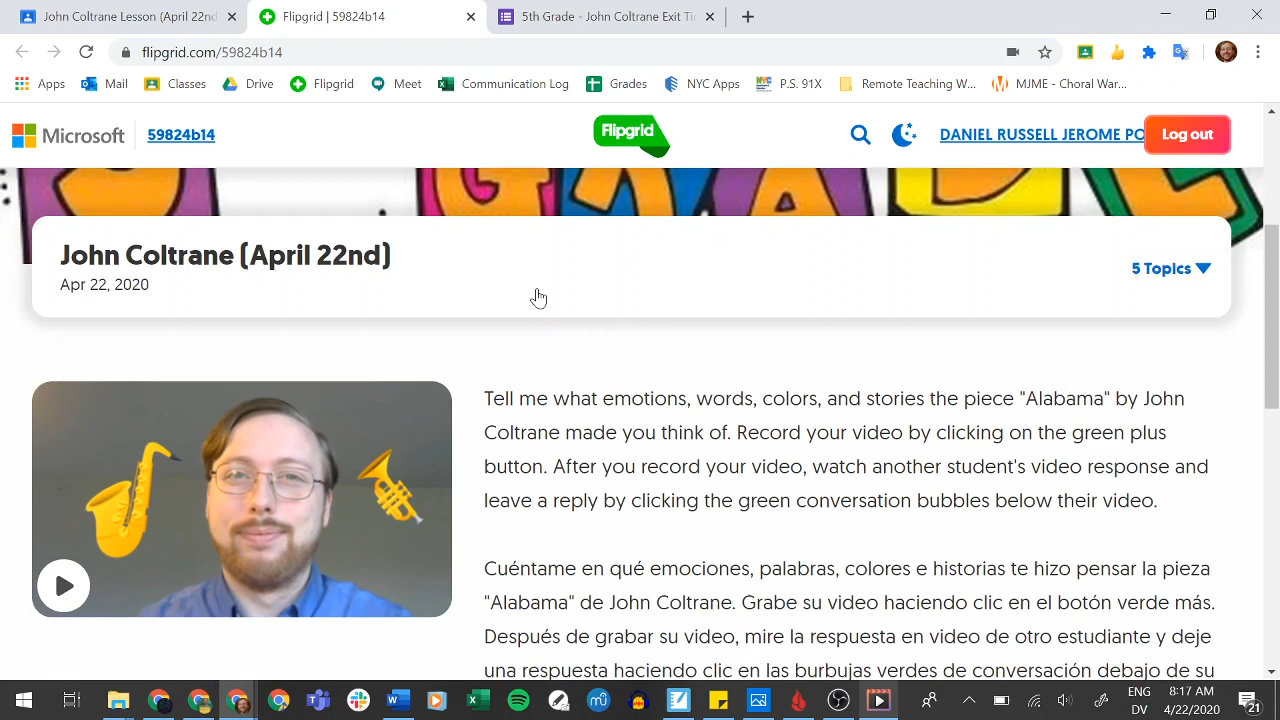 John Coltrane Lesson (April 22nd
Flipgrid | 59824b14
5th Grade - John Coltrane Exit Ti
flipgrid.com/59824b14
Apps
Mail
Classes
Drive
Flipgrid
Meet
Communication Log
Grades
NYC Apps
P.S. 91X
Remote Teaching W...
MJME - Choral War...
Microsoft
59824b14
Flipgrid
DANIEL RUSSELL JEROME PO
Log out
John Coltrane (April 22nd)
Apr 22, 2020
5 Topics
Tell me what emotions, words, colors, and stories the piece "Alabama" by John
Coltrane made you think of. Record your video by clicking on the green plus
button. After you record your video, watch another student's video response and
leave a reply by clicking the green conversation bubbles below their video.
Cuéntame en qué emociones, palabras, colores e historias te hizo pensar la pieza
"Alabama" de John Coltrane. Grabe su video haciendo clic en el botón verde más.
Después de grabar su video, mire la respuesta en video de otro estudiante y deje
una respuesta haciendo clic en las burbujas verdes de conversación debajo de su
ENG
DV
8:17 AM
4/22/2020
21